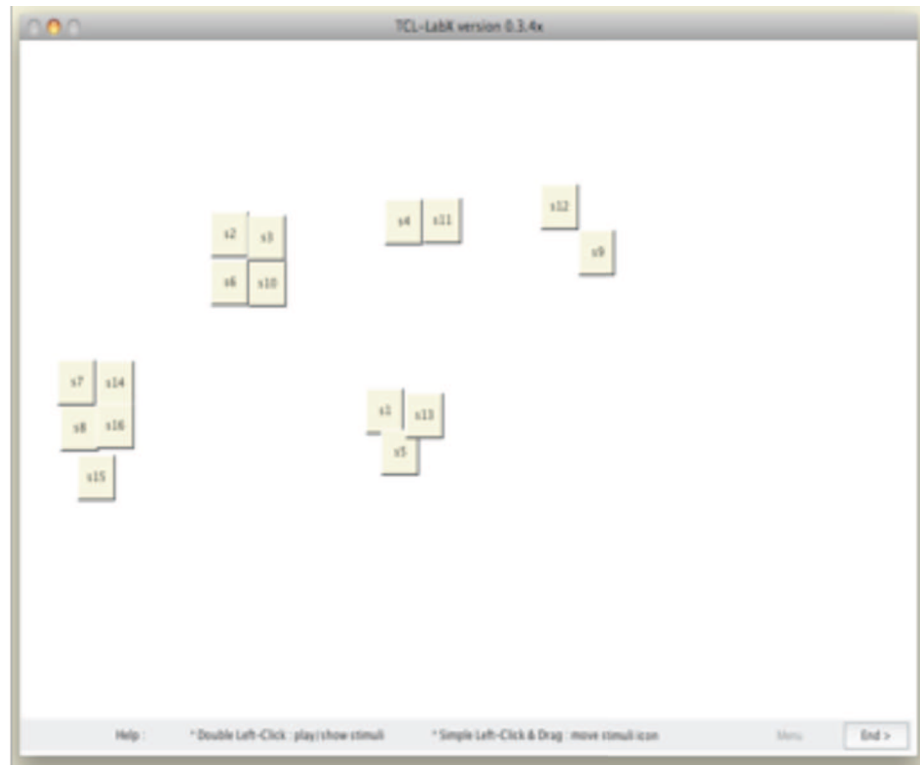 TCL-LabX version 0.3.4x
s12
s4 s11
s2 s3
s9
s6 s10
s7 s14
s1 s13
s8 s16
s5
s15
Help : * Double Left-Click : play/show stimuli * Simple Left-Click & Drag : move stimuli icon Menu End >